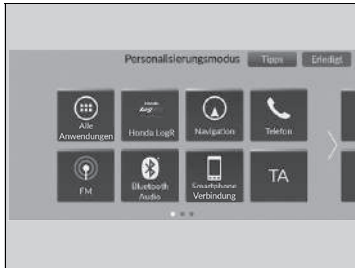 Personalisierungsmodus
Tipps
Erledigt
Alle
Anwendungen
Honda LogR
Navigation
Telefon
FM
Bluetooth
Audio
Smartphone
Verbindung
TA